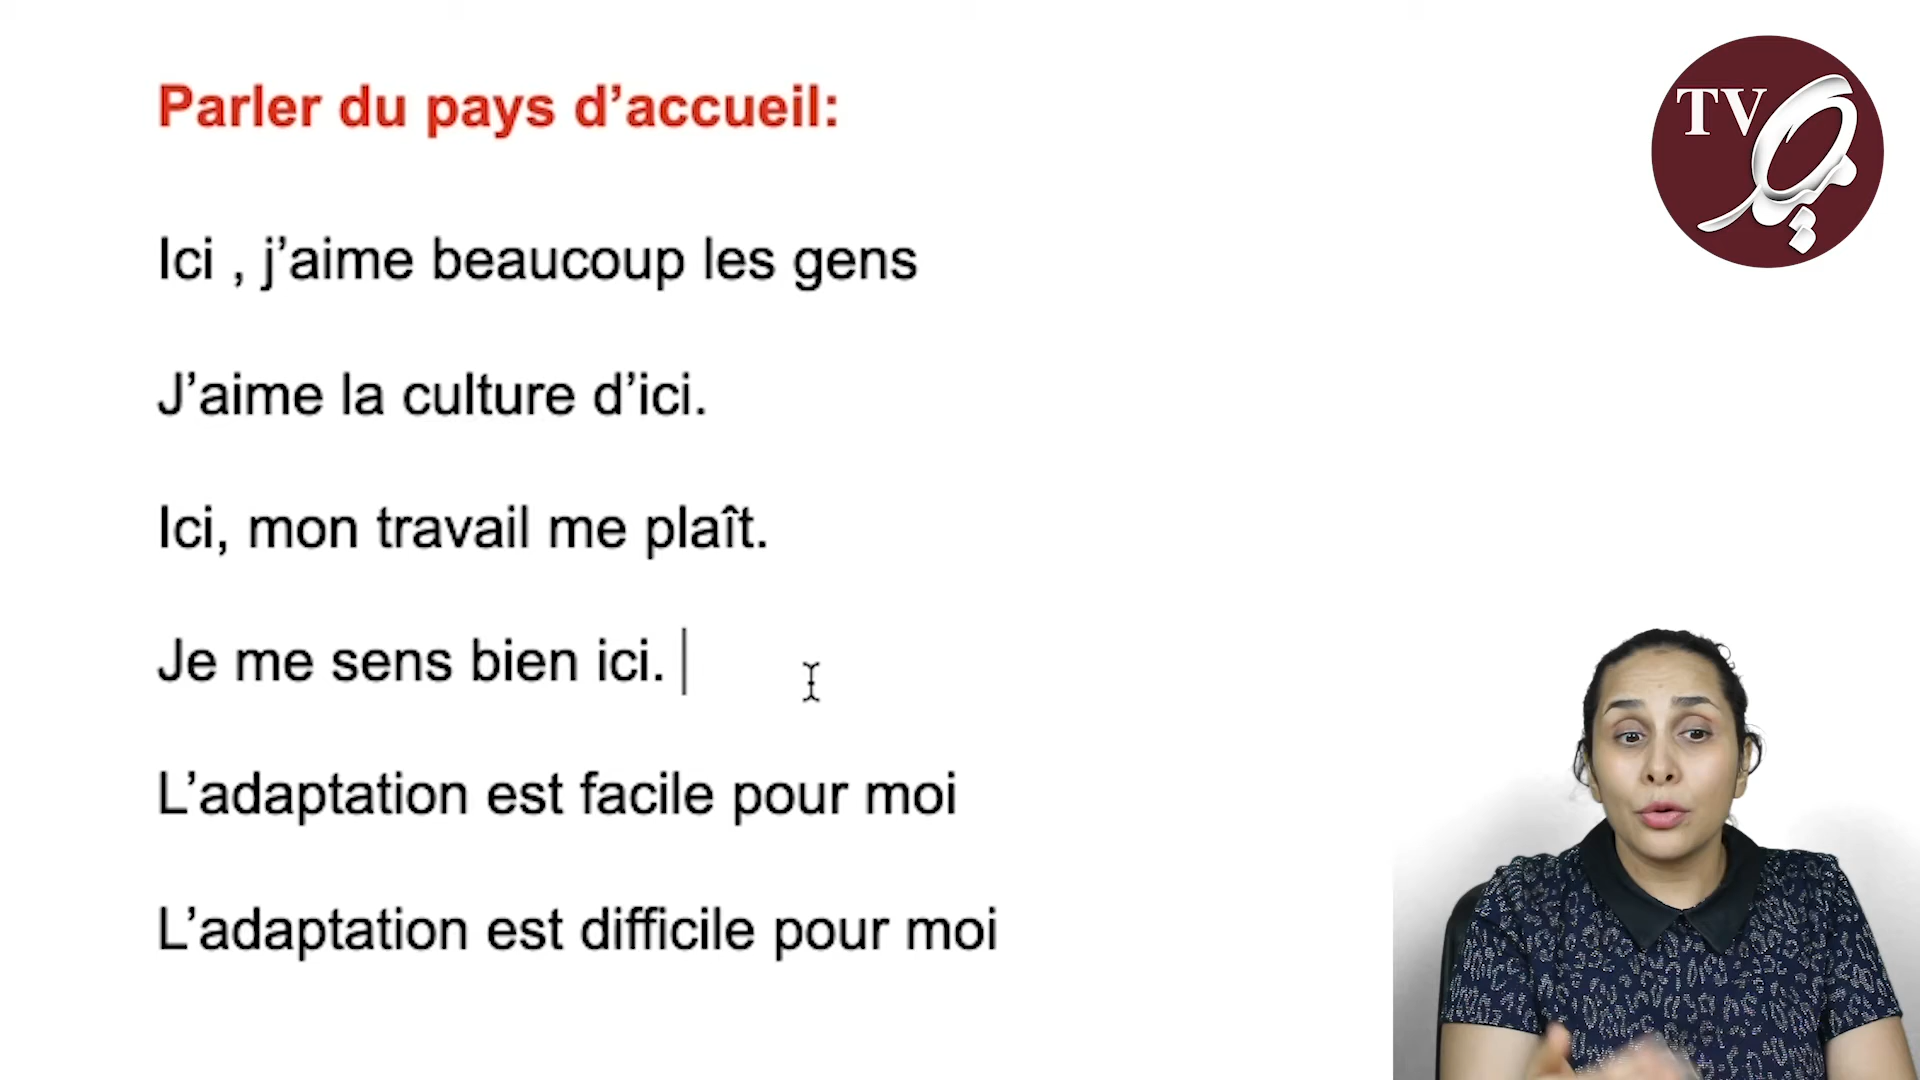 Parler du pays d’accueil:
TV
Ici , j’aime beaucoup les gens
J’aime la culture d’ici.
Ici, mon travail me plaît.
Je me sens bien ici.
L’adaptation est facile pour moi
L’adaptation est difficile pour moi